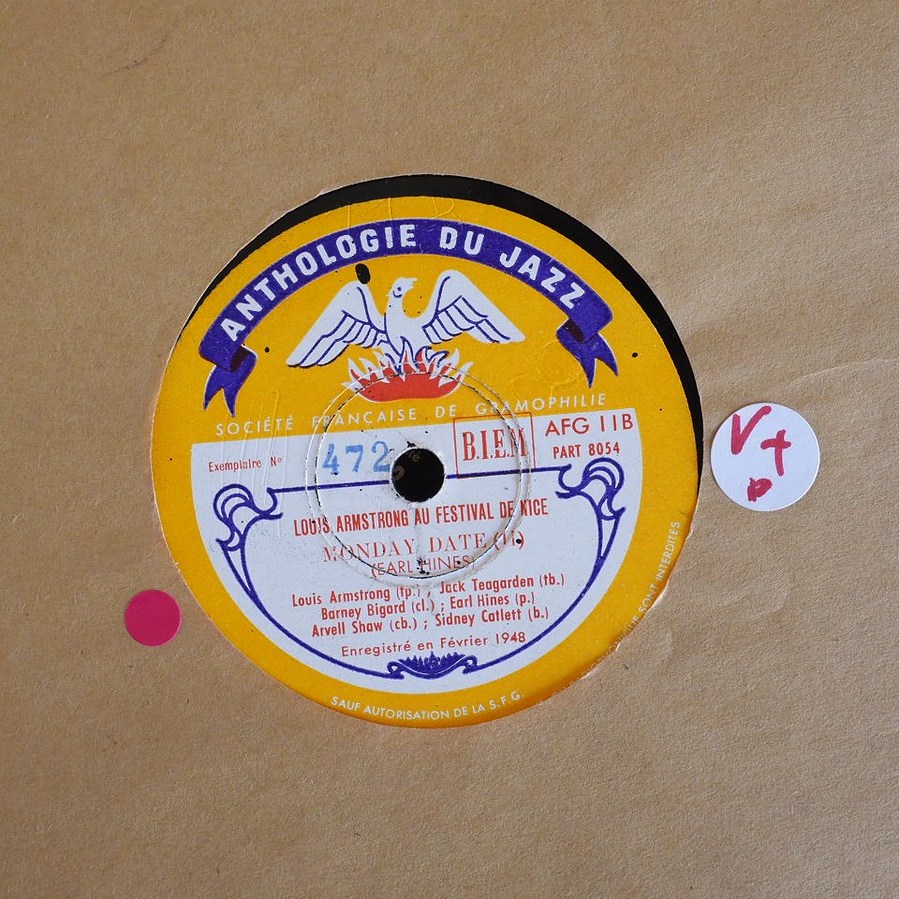 ANTHOLOGIE DU JAZZ
SOCIÉTÉ FRANÇAISE DE GRAMOPHILIE
Exemplaire No 472 B.I.E.M AFG 11B
PART 8054
LOUIS ARMSTRONG AU FESTIVAL DE NICE
MONDAY DATE (II)
(EARL HINES)
Louis Armstrong (tp.) ; Jack Teagarden (tb.)
Barney Bigard (cl.) ; Earl Hines (p.)
Arvell Shaw (cb.) ; Sidney Catlett (b.)
Enregistré en Février 1948
SONT INTERDITES
SAUF AUTORISATION DE LA S.F.G.
V+